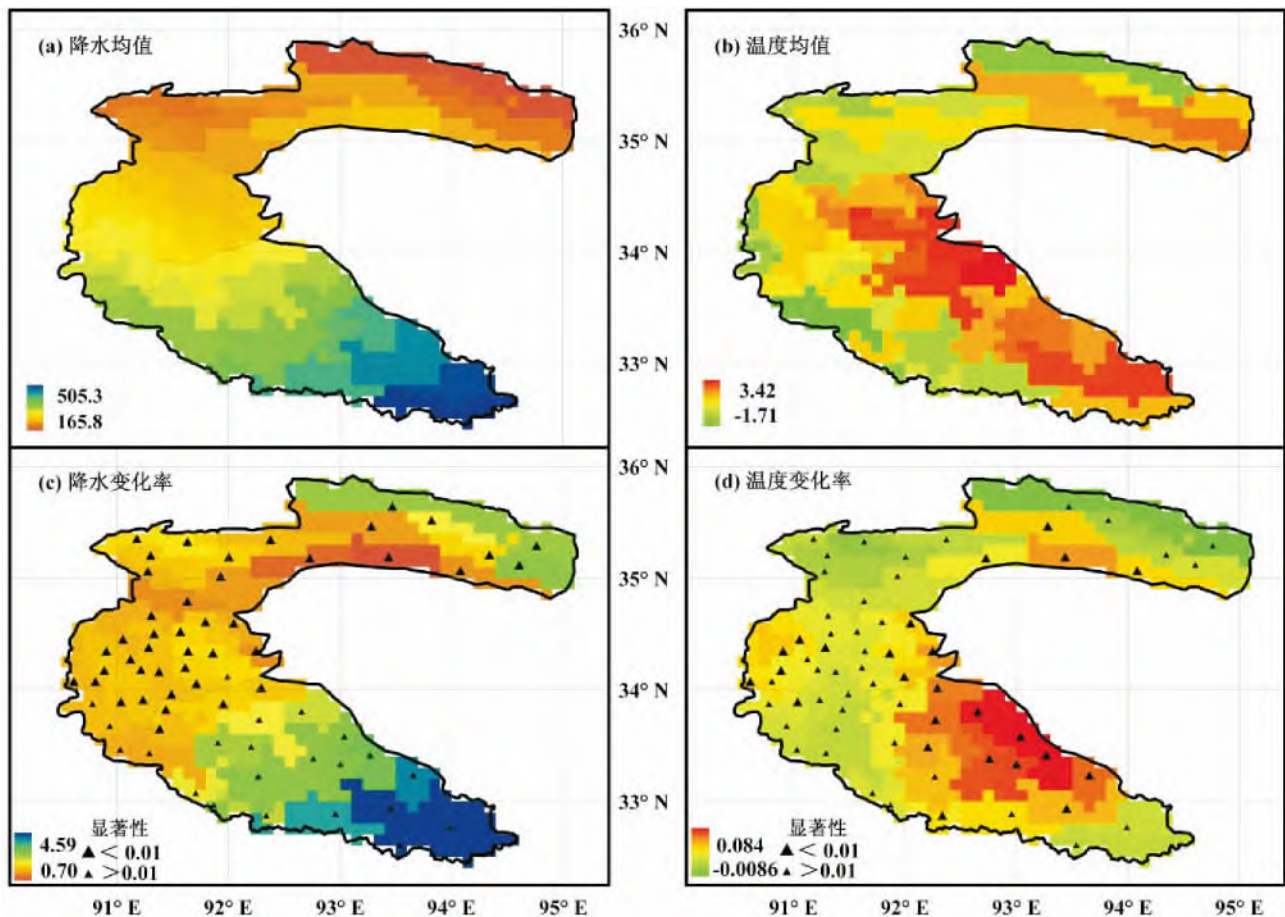 (a) 降水均值
505.3
165.8
36° N
35° N
34° N
33° N
(b) 温度均值
3.42
-1.71
(c) 降水变化率
显著性
4.59 ▲ < 0.01
0.70 ▲ > 0.01
36° N
35° N
34° N
33° N
(d) 温度变化率
显著性
0.084 ▲ < 0.01
-0.0086 ▲ > 0.01
91° E 92° E 93° E 94° E 95° E
91° E 92° E 93° E 94° E 95° E